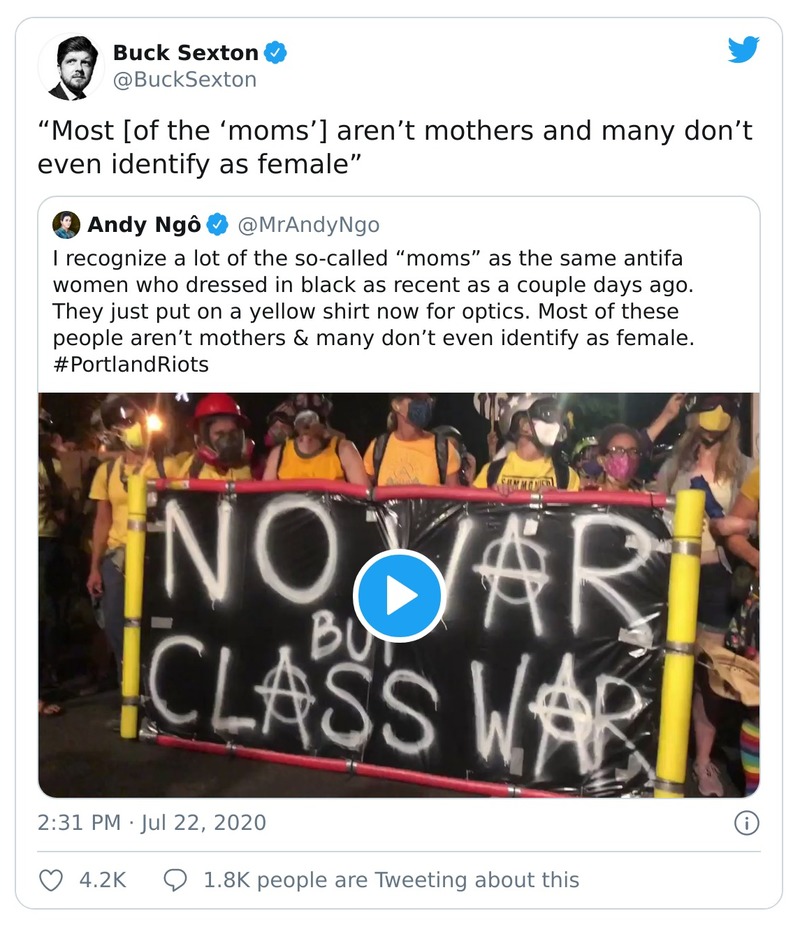 Buck Sexton
@BuckSexton
“Most [of the ‘moms’] aren’t mothers and many don’t
even identify as female”
Andy Ngô @MrAndyNgo
I recognize a lot of the so-called “moms” as the same antifa
women who dressed in black as recent as a couple days ago.
They just put on a yellow shirt now for optics. Most of these
people aren’t mothers & many don’t even identify as female.
#PortlandRiots
NO WAR
BUT
CLASS WAR
2:31 PM · Jul 22, 2020
4.2K 1.8K people are Tweeting about this